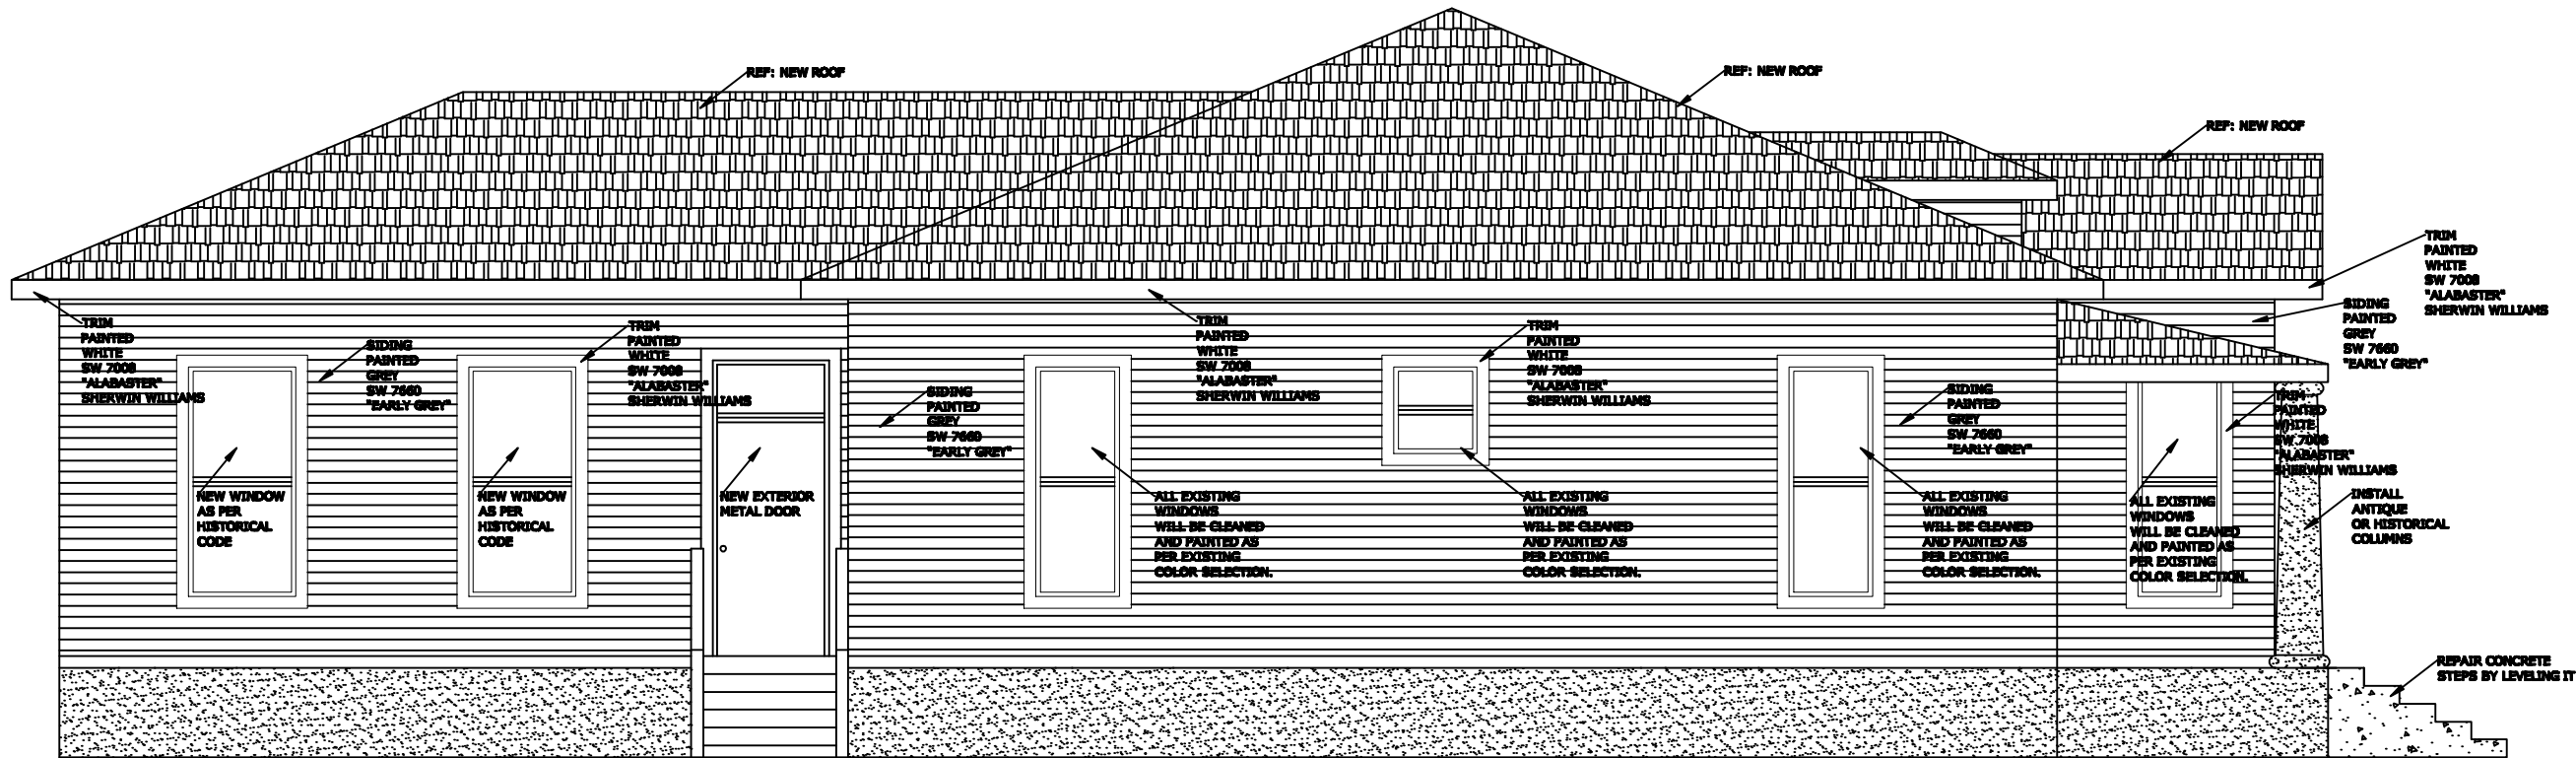 REF: NEW ROOF
REF: NEW ROOF
REF: NEW ROOF
TRIM
PAINTED
WHITE
SW 7008
"ALABASTER"
SHERWIN WILLIAMS
SIDING
PAINTED
GREY
SW 7660
"EARLY GREY"
TRIM
PAINTED
WHITE
SW 7008
"ALABASTER"
SHERWIN WILLIAMS
SIDING
PAINTED
GREY
SW 7660
"EARLY GREY"
TRIM
PAINTED
WHITE
SW 7008
"ALABASTER"
SHERWIN WILLIAMS
TRIM
PAINTED
WHITE
SW 7008
"ALABASTER"
SHERWIN WILLIAMS
SIDING
PAINTED
GREY
SW 7660
"EARLY GREY"
TRIM
PAINTED
WHITE
SW 7008
"ALABASTER"
SHERWIN WILLIAMS
SIDING
PAINTED
GREY
SW 7660
"EARLY GREY"
TRIM
PAINTED
WHITE
SW 7008
"ALABASTER"
SHERWIN WILLIAMS
NEW WINDOW
AS PER
HISTORICAL
CODE
NEW WINDOW
AS PER
HISTORICAL
CODE
NEW EXTERIOR
METAL DOOR
ALL EXISTING
WINDOWS
WILL BE CLEANED
AND PAINTED AS
PER EXISTING
COLOR SELECTION.
ALL EXISTING
WINDOWS
WILL BE CLEANED
AND PAINTED AS
PER EXISTING
COLOR SELECTION.
ALL EXISTING
WINDOWS
WILL BE CLEANED
AND PAINTED AS
PER EXISTING
COLOR SELECTION.
ALL EXISTING
WINDOWS
WILL BE CLEANED
AND PAINTED AS
PER EXISTING
COLOR SELECTION.
INSTALL
ANTIQUE
OR HISTORICAL
COLUMNS
REPAIR CONCRETE
STEPS BY LEVELING IT